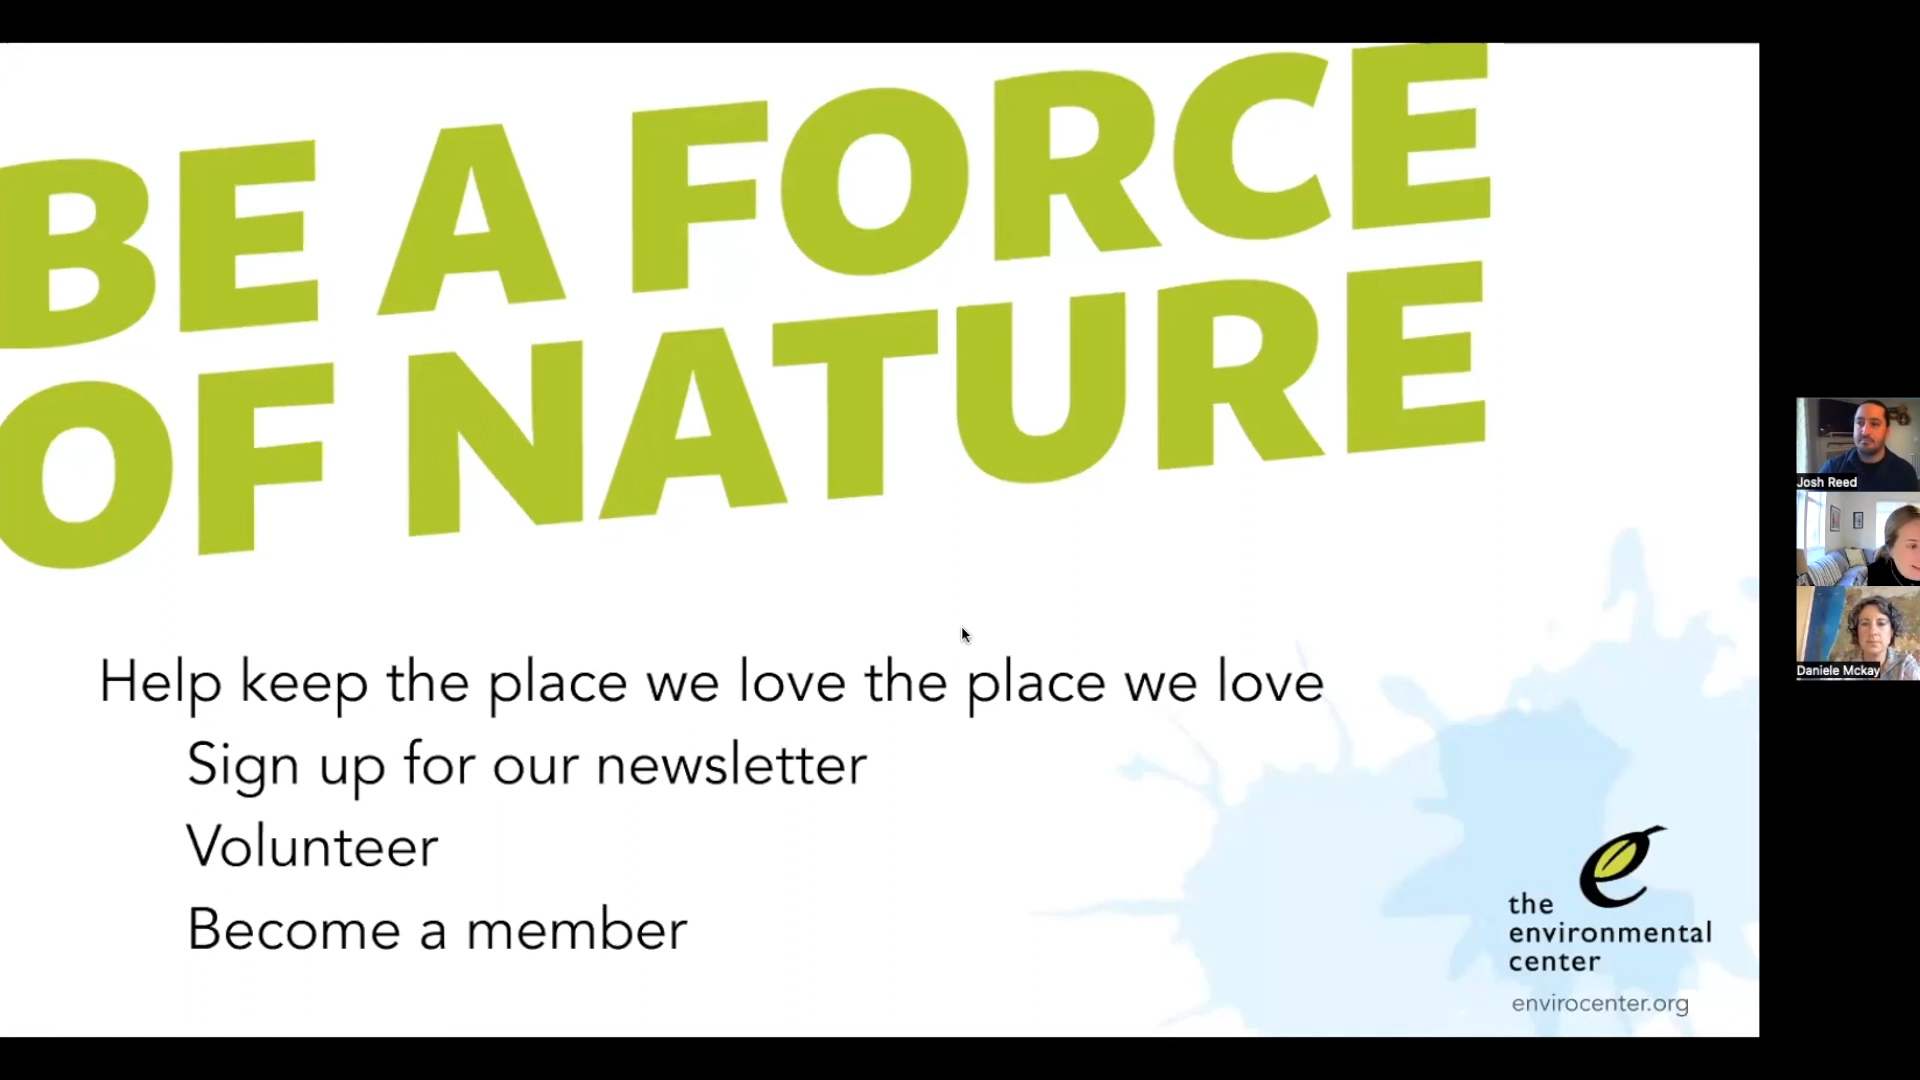 BE A FORCE
OF NATURE
Help keep the place we love the place we love
Sign up for our newsletter
Volunteer
Become a member
the
environmental
center
envirocenter.org
Josh Reed
Daniele Mckay